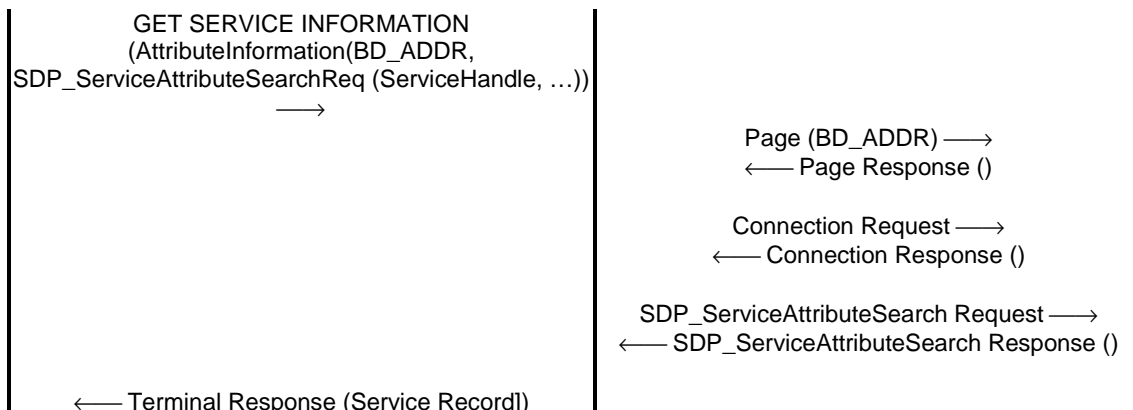 GET SERVICE INFORMATION
(AttributeInformation(BD_ADDR,
SDP_ServiceAttributeSearchReq (ServiceHandle, …))
⟶
Page (BD_ADDR) ⟶
⟵ Page Response ()
Connection Request ⟶
⟵ Connection Response ()
SDP_ServiceAttributeSearch Request ⟶
⟵ SDP_ServiceAttributeSearch Response ()
⟵ Terminal Response (Service Record])